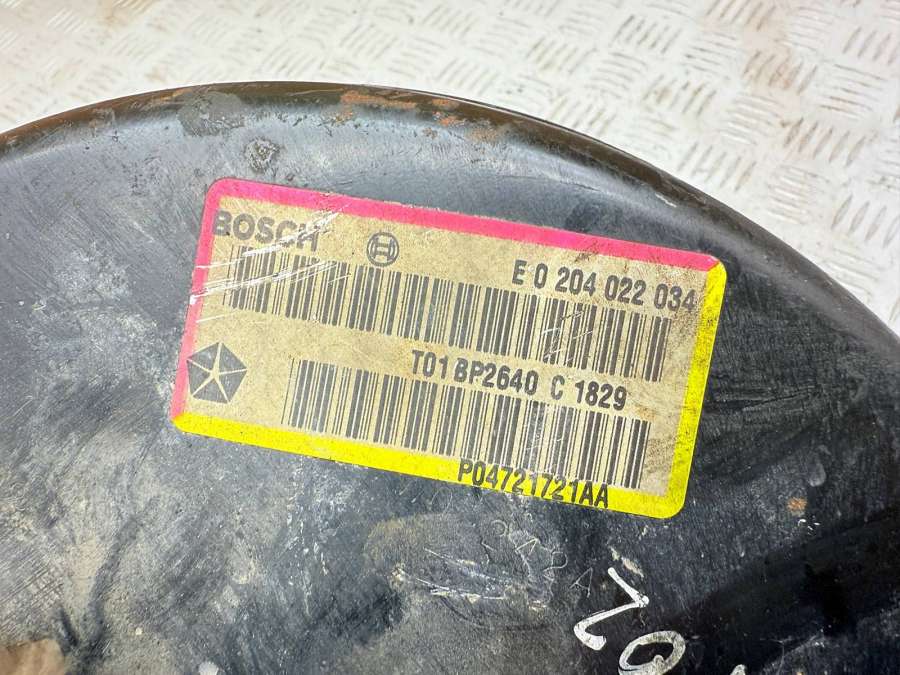 BOSCH
E 0 204 022 034
T01BP2640 C 1829
P04721721AA